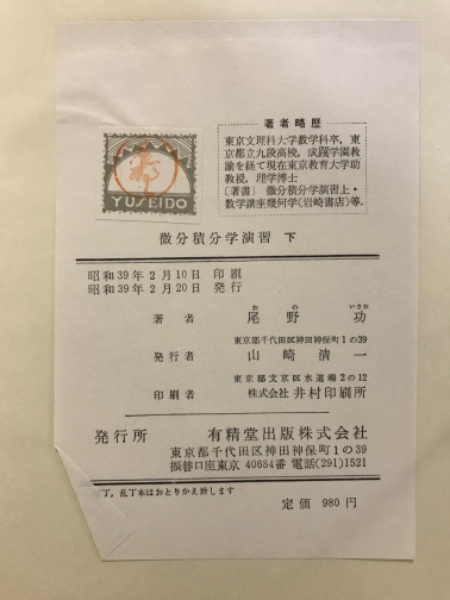 著者略歴
東京文理科大学数学科卒，東
京都立九段高校，成蹊学園教
諭を経て現在東京教育大学助
教授，理学博士
〔著書〕 微分積分学演習上・
数学講座幾何学(岩崎書店)等．
YUSEIDO
微分積分学演習 下
昭和39年2月10日 印刷
昭和39年2月20日 発行
おの いさお
著者 尾野 功
東京都千代田区神田神保町1の39
発行者 山崎清一
東京都文京区水道端2の12
印刷者 株式会社 井村印刷所
発行所 有精堂出版株式会社
東京都千代田区神田神保町1の39
振替口座東京 40684番 電話(291)1521
丁，乱丁本はおとりかえ致します
定価 980円